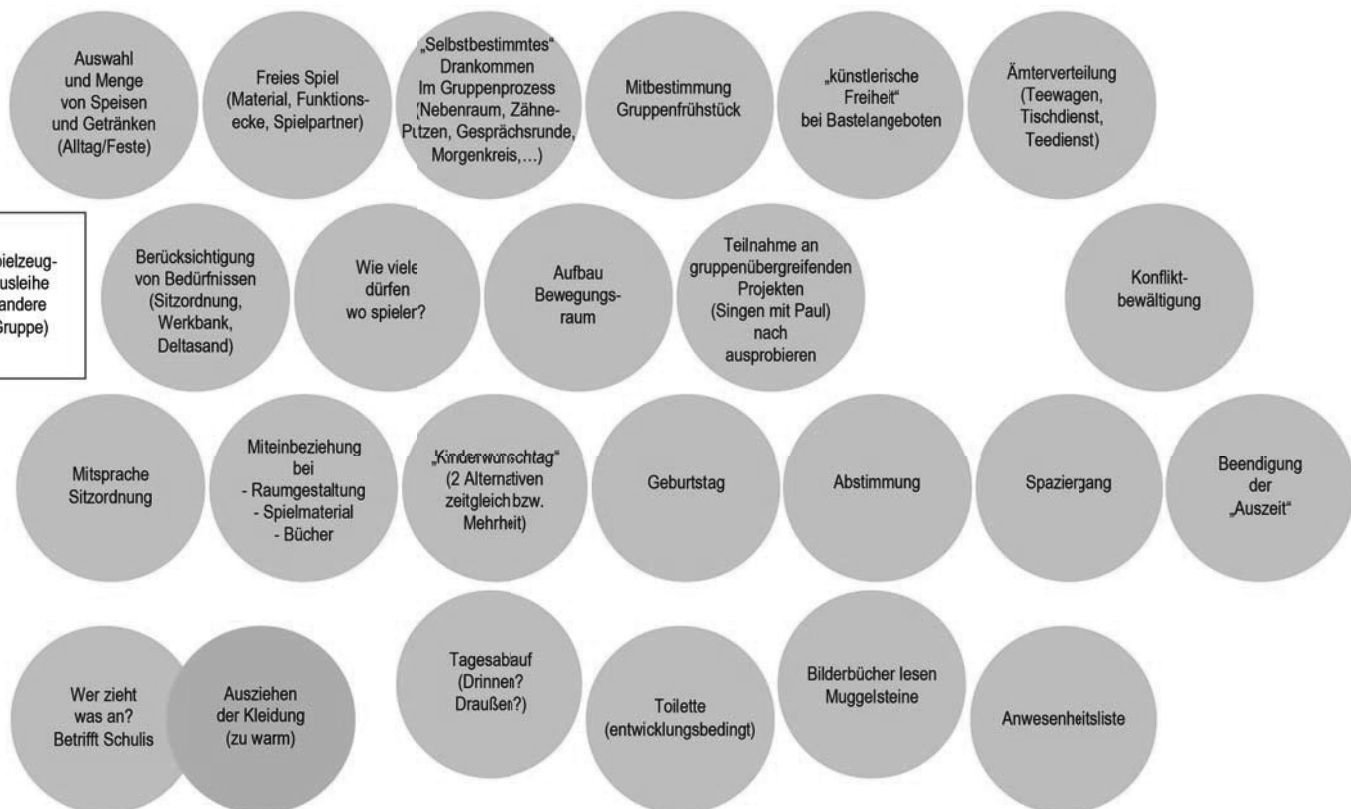 Auswahl
und Menge
von Speisen
und Getränken
(Alltag/Feste)
Freies Spiel
(Material, Funktions-
ecke, Spielpartner)
„Selbstbestimmtes“
Drankommen
Im Gruppenprozess
(Nebenraum, Zähne-
Putzen, Gesprächsrunde,
Morgenkreis,…)
Mitbestimmung
Gruppenfrühstück
„künstlerische
Freiheit“
bei Bastelangeboten
Ämterverteilung
(Teewagen,
Tischdienst,
Teedienst)
pielzeug-
usleihe
andere
Gruppe)
Berücksichtigung
von Bedürfnissen
(Sitzordnung,
Werkbank,
Deltasand)
Wie viele
dürfen
wo spielen?
Aufbau
Bewegungs-
raum
Teilnahme an
gruppenübergreifenden
Projekten
(Singen mit Paul)
nach
ausprobieren
Konflikt-
bewältigung
Mitsprache
Sitzordnung
Miteinbeziehung
bei
- Raumgestaltung
- Spielmaterial
- Bücher
„Kinderwunschtag“
(2 Alternativen
zeitgleich bzw.
Mehrheit)
Geburtstag
Abstimmung
Spaziergang
Beendigung
der
„Auszeit“
Wer zieht
was an?
Betrifft Schulis
Ausziehen
der Kleidung
(zu warm)
Tagesablauf
(Drinnen?
Draußen?)
Toilette
(entwicklungsbedingt)
Bilderbücher lesen
Muggelsteine
Anwesenheitsliste